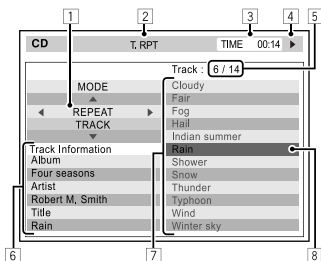 1 2 3 4 5
CD T. RPT TIME 00:14
Track : 6 / 14
MODE
REPEAT
TRACK
Track Information
Album
Four seasons
Artist
Robert M, Smith
Title
Rain
Cloudy
Fair
Fog
Hail
Indian summer
Rain
Shower
Snow
Thunder
Typhoon
Wind
Winter sky
6 7 8